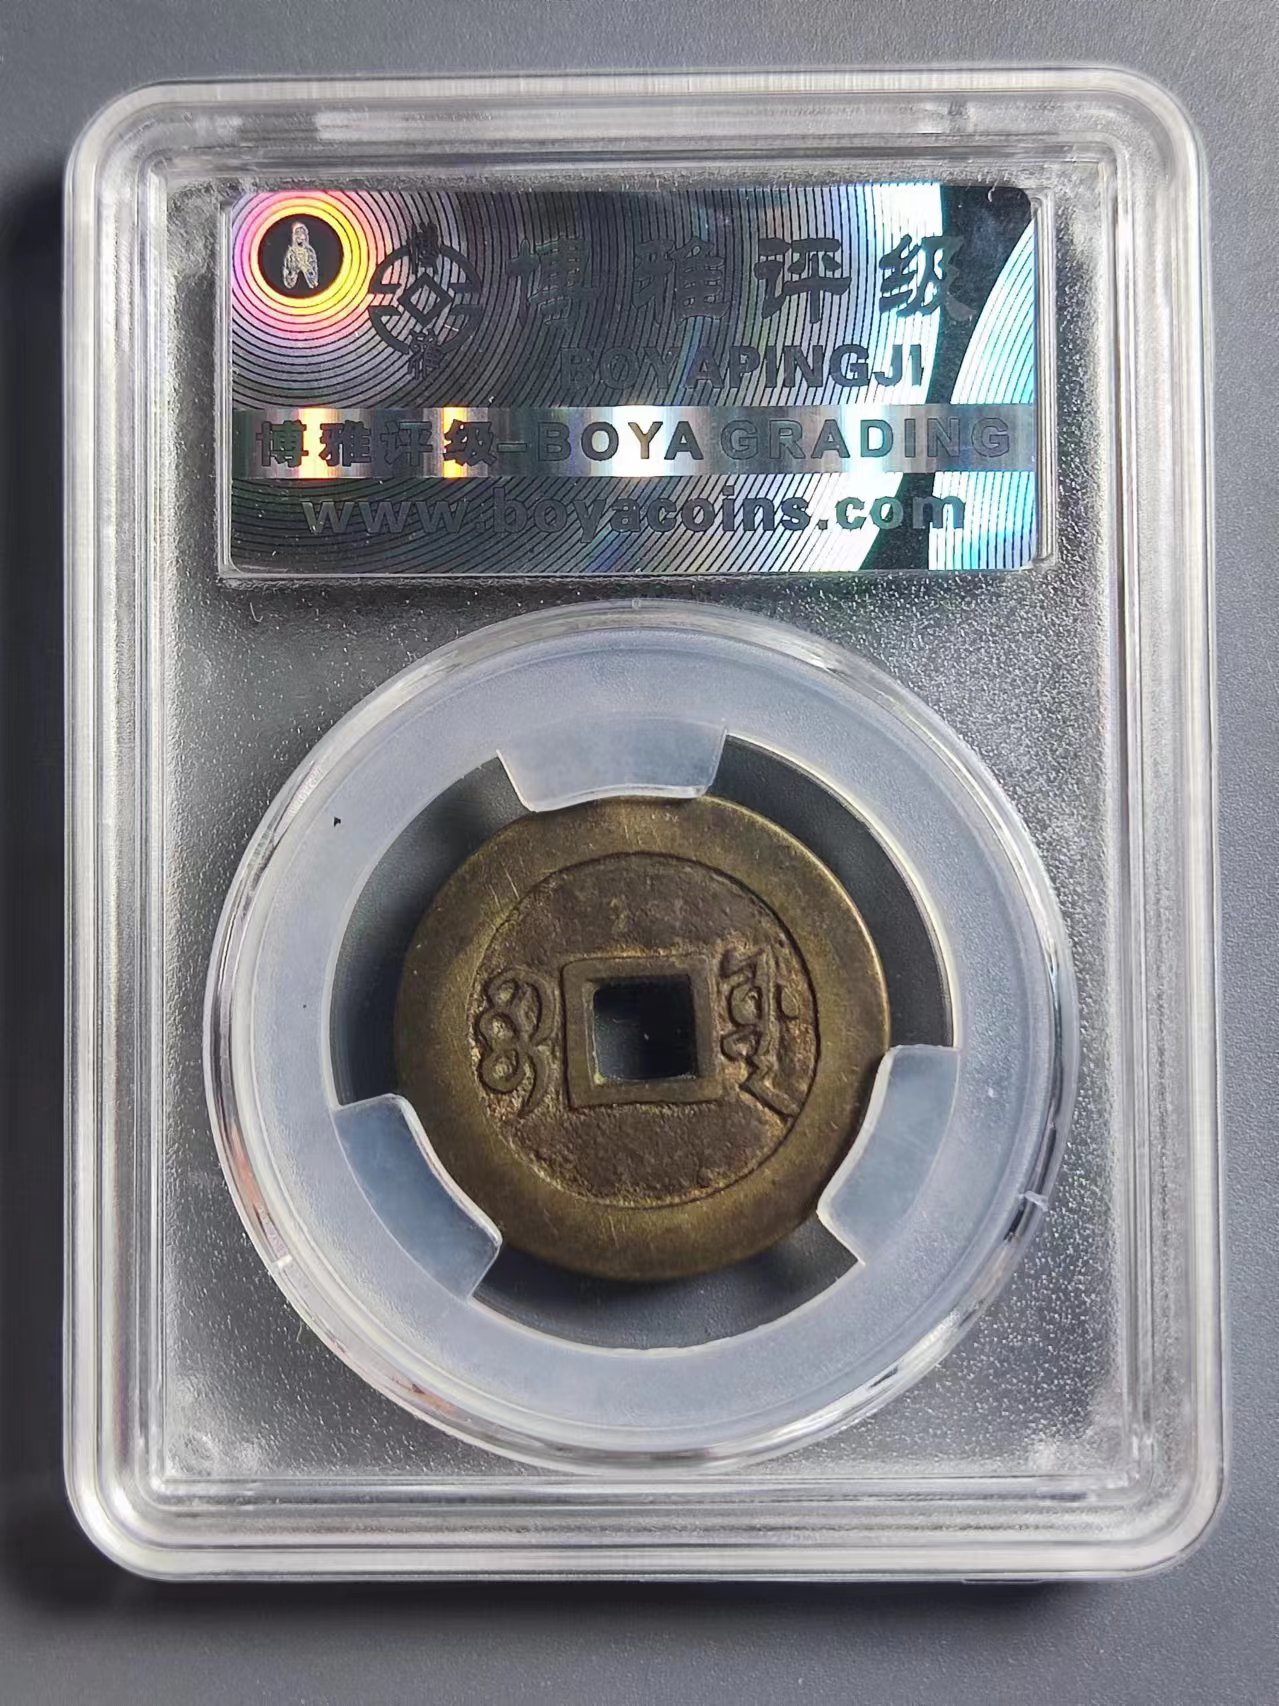 博雅评级
BOYAPINGJI
博雅评级-BOYA GRADING
www.boyacoins.com